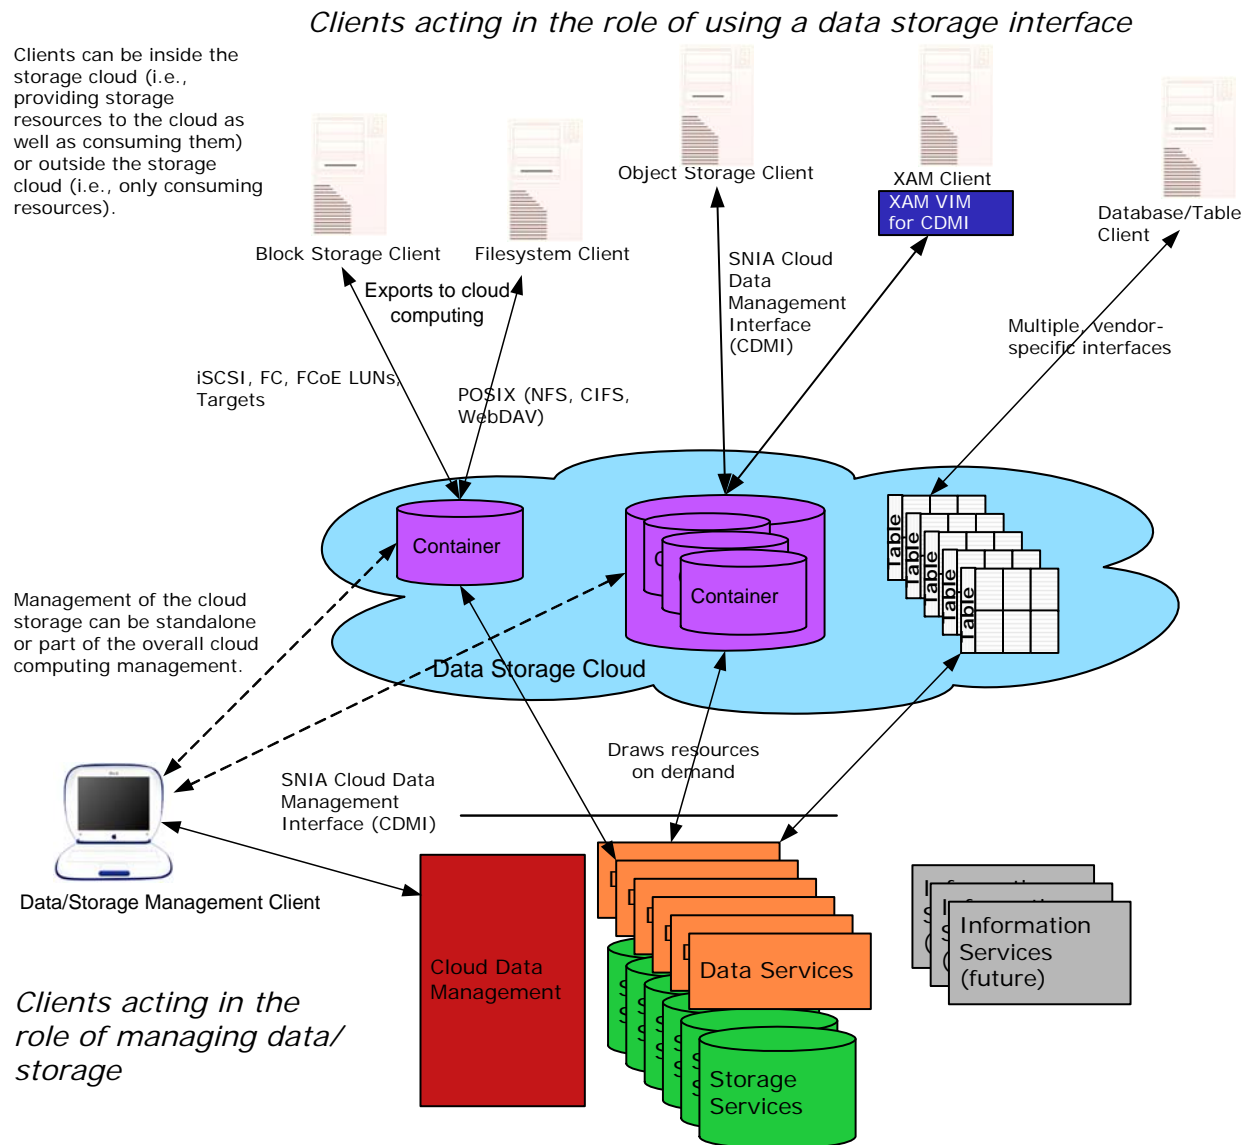 Clients acting in the role of using a data storage interface
Clients can be inside the
storage cloud (i.e.,
providing storage
resources to the cloud as
well as consuming them)
or outside the storage
cloud (i.e., only consuming
resources).
Block Storage Client
Filesystem Client
Object Storage Client
XAM Client
XAM VIM
for CDMI
Database/Table
Client
Exports to cloud
computing
SNIA Cloud
Data
Management
Interface
(CDMI)
Multiple, vendor-
specific interfaces
iSCSI, FC, FCoE LUNs,
Targets
POSIX (NFS, CIFS,
WebDAV)
Container
C
C
Container
Table
Table
Table
Table
Table
Data Storage Cloud
Management of the cloud
storage can be standalone
or part of the overall cloud
computing management.
Draws resources
on demand
SNIA Cloud Data
Management
Interface (CDMI)
Data/Storage Management Client
Cloud Data
Management
D
D
D
D
D
Data Services
S
S
S
S
S
S
S
S
S
S
Storage
Services
Information
S
(
Information
S
(
Information
Services
(future)
Clients acting in the
role of managing data/
storage